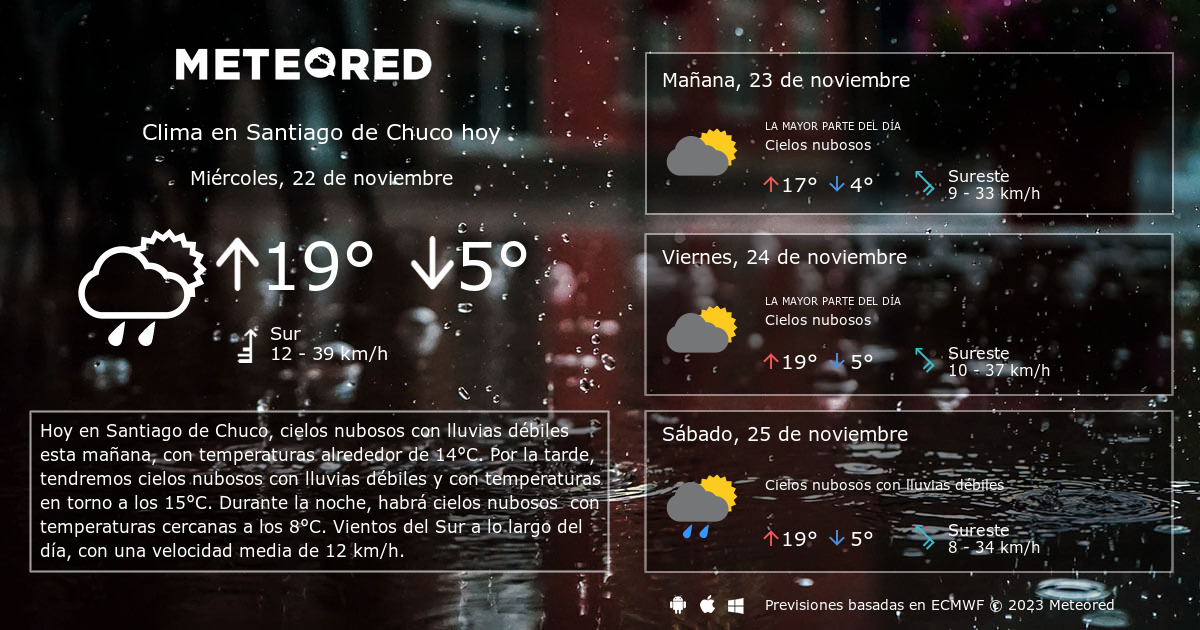 METEORED
Clima en Santiago de Chuco hoy
Miércoles, 22 de noviembre
19° 5°
Sur
12 - 39 km/h
Hoy en Santiago de Chuco, cielos nubosos con lluvias débiles
esta mañana, con temperaturas alrededor de 14°C. Por la tarde,
tendremos cielos nubosos con lluvias débiles y con temperaturas
en torno a los 15°C. Durante la noche, habrá cielos nubosos  con
temperaturas cercanas a los 8°C. Vientos del Sur a lo largo del
día, con una velocidad media de 12 km/h.
Mañana, 23 de noviembre
LA MAYOR PARTE DEL DÍA
Cielos nubosos
17° 4°
Sureste
9 - 33 km/h
Viernes, 24 de noviembre
LA MAYOR PARTE DEL DÍA
Cielos nubosos
19° 5°
Sureste
10 - 37 km/h
Sábado, 25 de noviembre
Cielos nubosos con lluvias débiles
19° 5°
Sureste
8 - 34 km/h
Previsiones basadas en ECMWF © 2023 Meteored